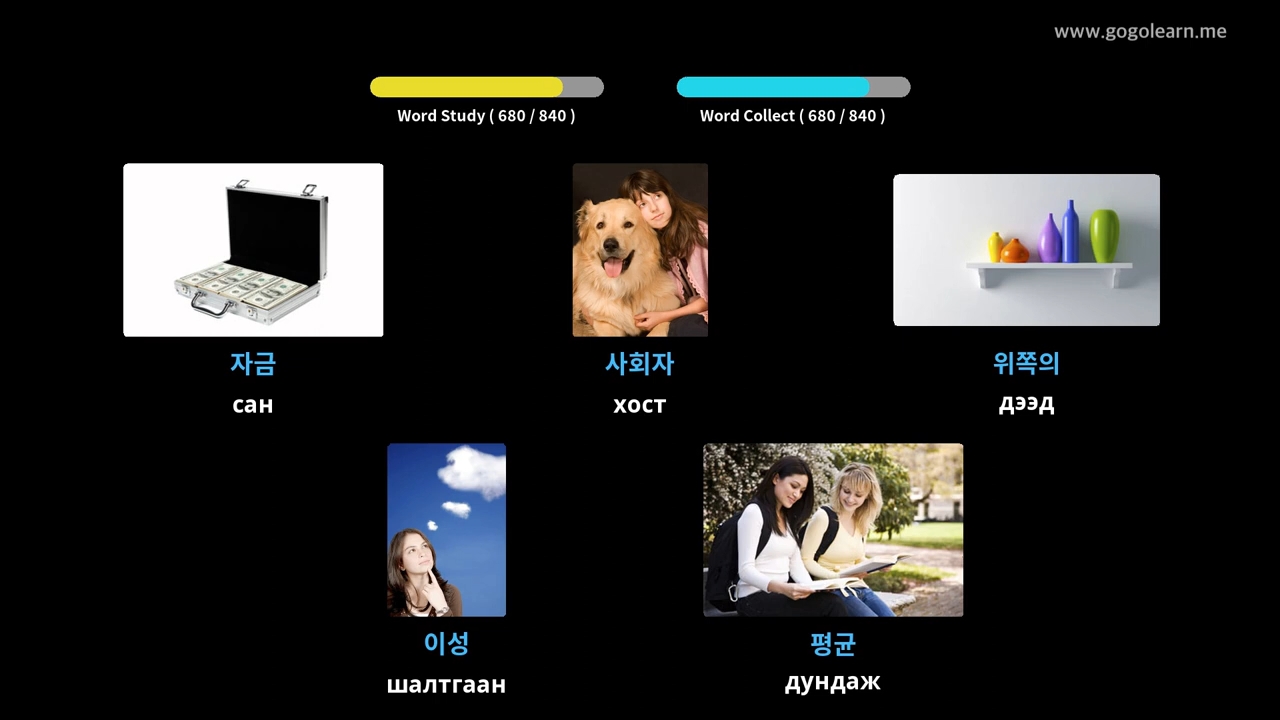 www.gogolearn.me
Word Study ( 680 / 840 )
Word Collect ( 680 / 840 )
자금
сан
사회자
хост
위쪽의
дээд
이성
шалтгаан
평균
дундаж